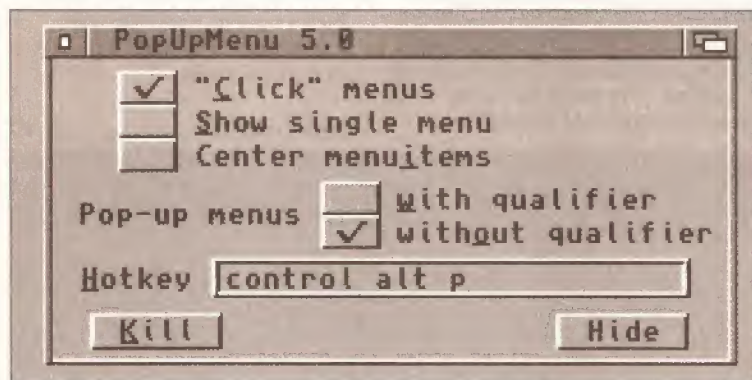 PopUpMenu 5.0
"Click" menus
Show single menu
Center menuitems
Pop-up menus
with qualifier
without qualifier
Hotkey control alt p
Kill Hide